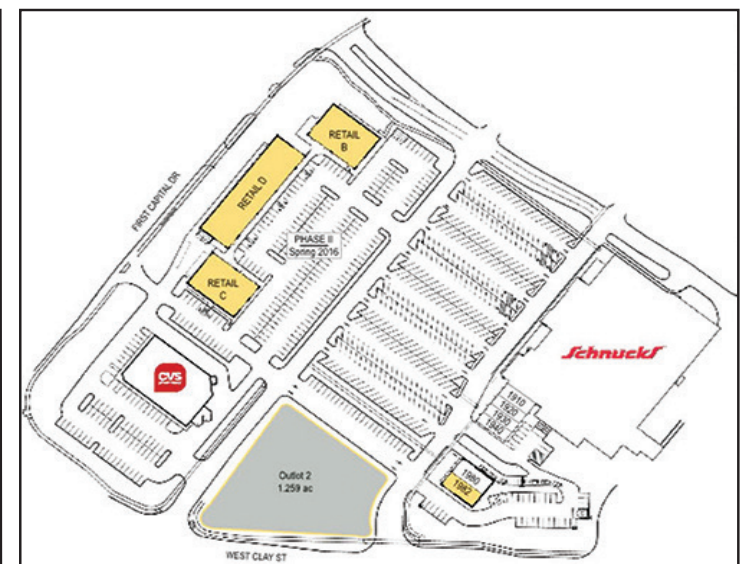 RETAIL
B
RETAIL D
FIRST CAPITAL DR
PHASE II
Spring 2016
RETAIL
C
CVS
Schnucks
1910
1920
1930
1940
1980
1982
Outlot 2
1.259 ac
WEST CLAY ST